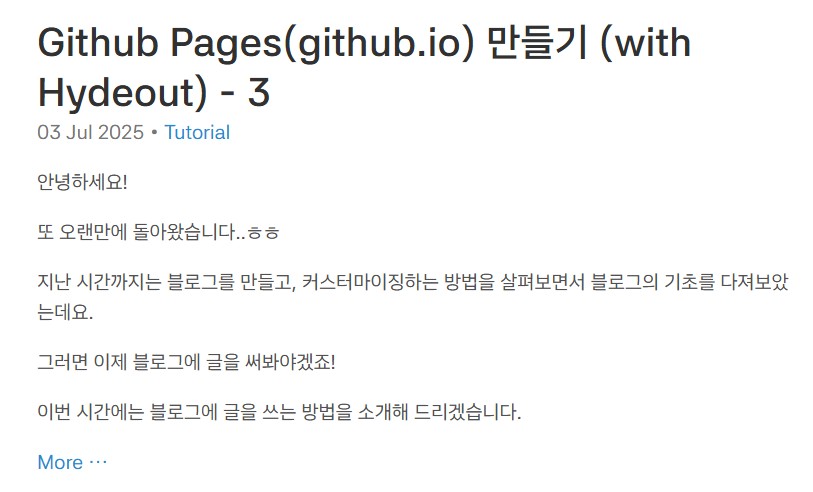 Github Pages(github.io) 만들기 (with
Hydeout) - 3
03 Jul 2025 • Tutorial
안녕하세요!
또 오랜만에 돌아왔습니다..ㅎㅎ
지난 시간까지는 블로그를 만들고, 커스터마이징하는 방법을 살펴보면서 블로그의 기초를 다져보았
는데요.
그러면 이제 블로그에 글을 써봐야겠죠!
이번 시간에는 블로그에 글을 쓰는 방법을 소개해 드리겠습니다.
More …